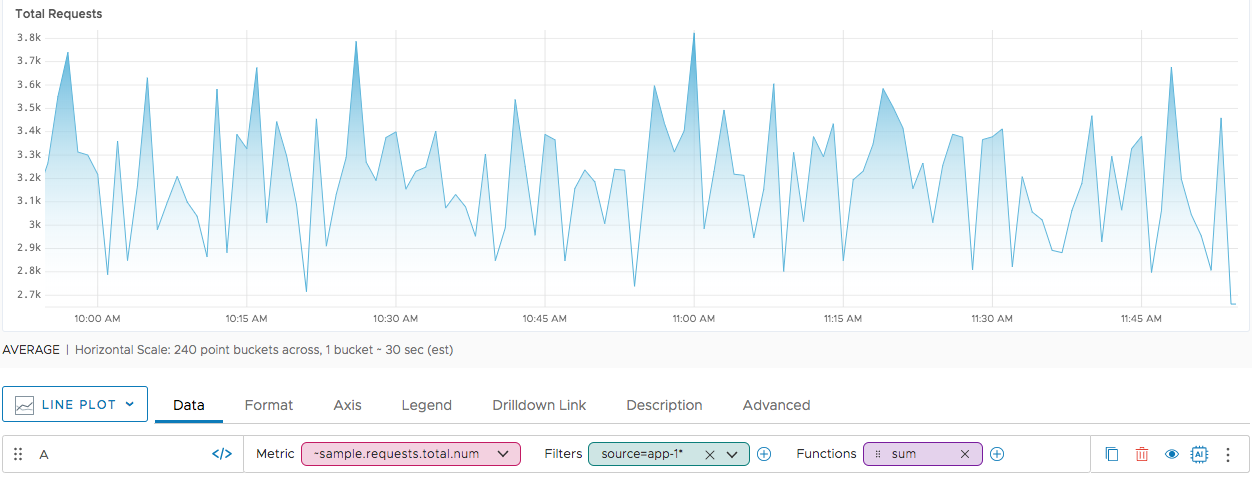 Total Requests
3.8k
3.7k
3.6k
3.5k
3.4k
3.3k
3.2k
3.1k
3k
2.9k
2.8k
2.7k
10:00 AM 10:15 AM 10:30 AM 10:45 AM 11:00 AM 11:15 AM 11:30 AM 11:45 AM
AVERAGE | Horizontal Scale: 240 point buckets across, 1 bucket ~ 30 sec (est)
LINE PLOT Data Format Axis Legend Drilldown Link Description Advanced
A </> Metric ~sample.requests.total.num Filters source=app-1* Functions sum AI